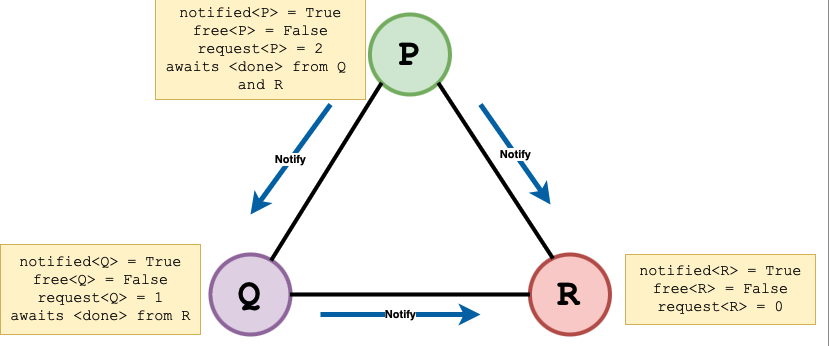 notified<P> = True
free<P> = False
request<P> = 2
awaits <done> from Q
and R
P
Notify
Notify
notified<Q> = True
free<Q> = False
request<Q> = 1
awaits <done> from R
Q
Notify
R
notified<R> = True
free<R> = False
request<R> = 0